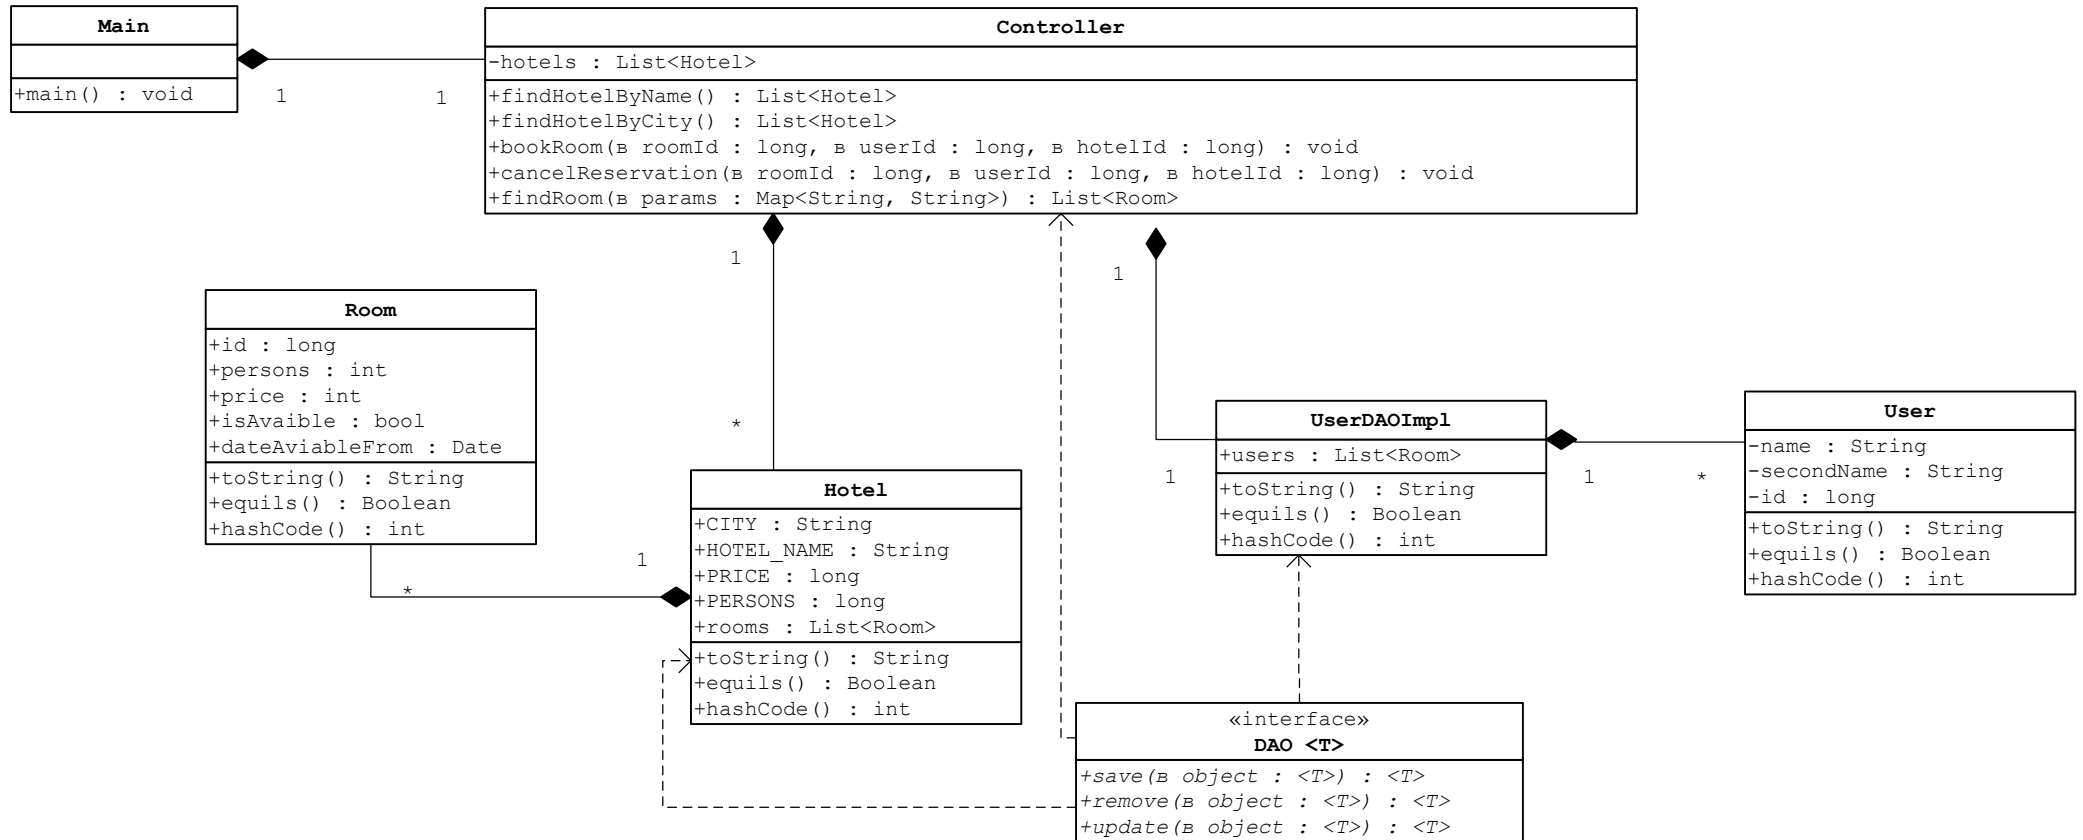 Main
+main() : void
1
1
Controller
-hotels : List<Hotel>
+findHotelByName() : List<Hotel>
+findHotelByCity() : List<Hotel>
+bookRoom(в roomId : long, в userId : long, в hotelId : long) : void
+cancelReservation(в roomId : long, в userId : long, в hotelId : long) : void
+findRoom(в params : Map<String, String>) : List<Room>
1
*
1
1
Room
+id : long
+persons : int
+price : int
+isAvaible : bool
+dateAviableFrom : Date
+toString() : String
+equils() : Boolean
+hashCode() : int
*
1
Hotel
+CITY : String
+HOTEL_NAME : String
+PRICE : long
+PERSONS : long
+rooms : List<Room>
+toString() : String
+equils() : Boolean
+hashCode() : int
UserDAOImpl
+users : List<Room>
+toString() : String
+equils() : Boolean
+hashCode() : int
1
*
User
-name : String
-secondName : String
-id : long
+toString() : String
+equils() : Boolean
+hashCode() : int
«interface»
DAO <T>
+save(в object : <T>) : <T>
+remove(в object : <T>) : <T>
+update(в object : <T>) : <T>